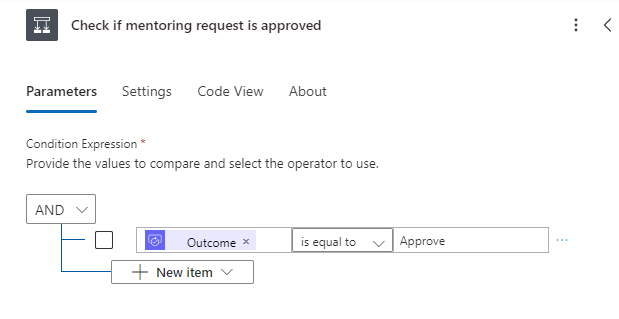 Check if mentoring request is approved
Parameters Settings Code View About
Condition Expression *
Provide the values to compare and select the operator to use.
AND
Outcome × is equal to Approve ...
+ New item